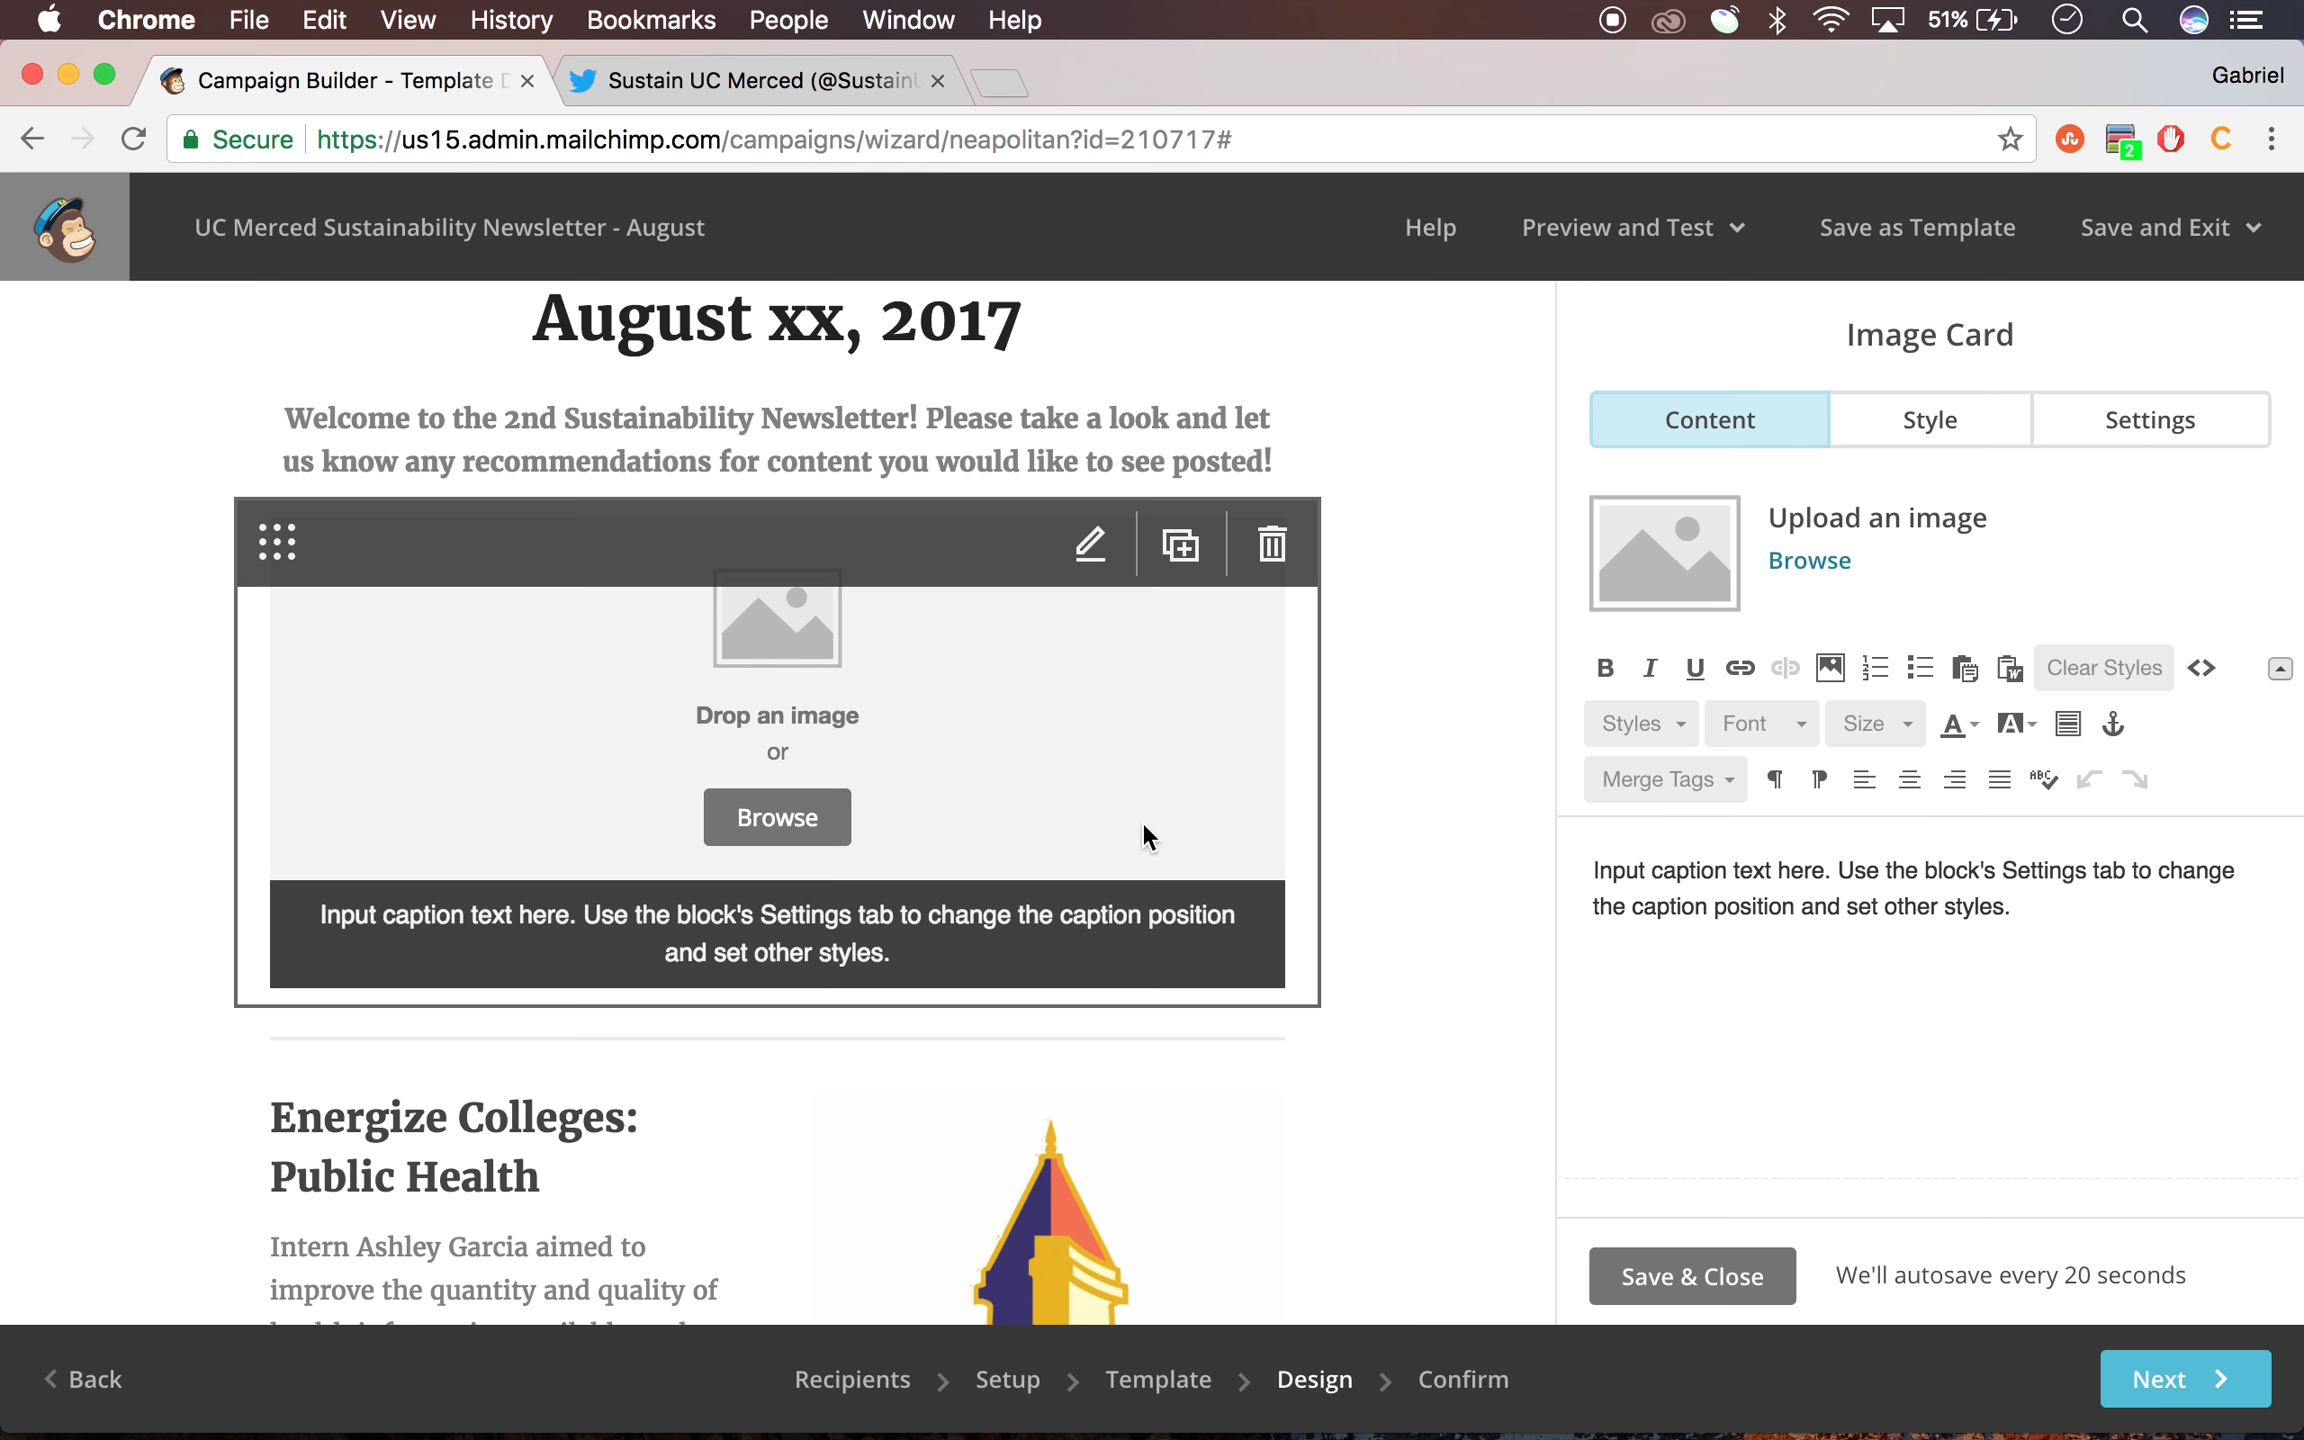 Chrome File Edit View History Bookmarks People Window Help 51%
Campaign Builder - Template Sustain UC Merced (@Sustain Gabriel
Secure https://us15.admin.mailchimp.com/campaigns/wizard/neapolitan?id=210717# 2
UC Merced Sustainability Newsletter - August Help Preview and Test Save as Template Save and Exit
August xx, 2017
Welcome to the 2nd Sustainability Newsletter! Please take a look and let
us know any recommendations for content you would like to see posted!
Drop an image
or
Browse
Input caption text here. Use the block's Settings tab to change the caption position
and set other styles.
Energize Colleges:
Public Health
Intern Ashley Garcia aimed to
improve the quantity and quality of
Image Card
Content Style Settings
Upload an image
Browse
B I U Clear Styles
Styles Font Size A A
Merge Tags ABC
Input caption text here. Use the block's Settings tab to change
the caption position and set other styles.
Save & Close We'll autosave every 20 seconds
Back Recipients Setup Template Design Confirm Next